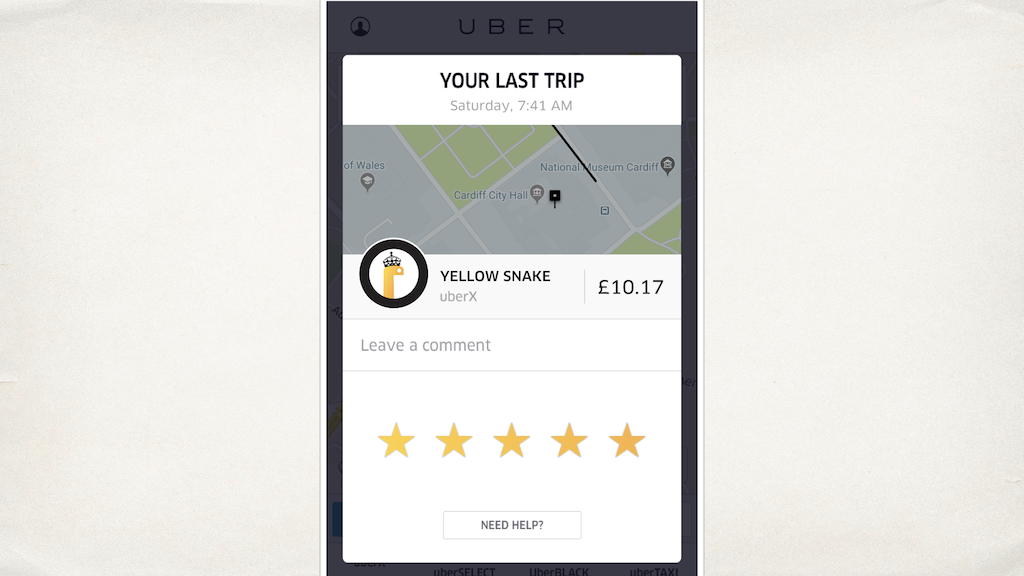 UBER
YOUR LAST TRIP
Saturday, 7:41 AM
of Wales
National Museum Cardiff
Cardiff City Hall
YELLOW SNAKE
uberX
£10.17
Leave a comment
NEED HELP?
uberX
uberSELECT
UberBLACK
uberTAXI